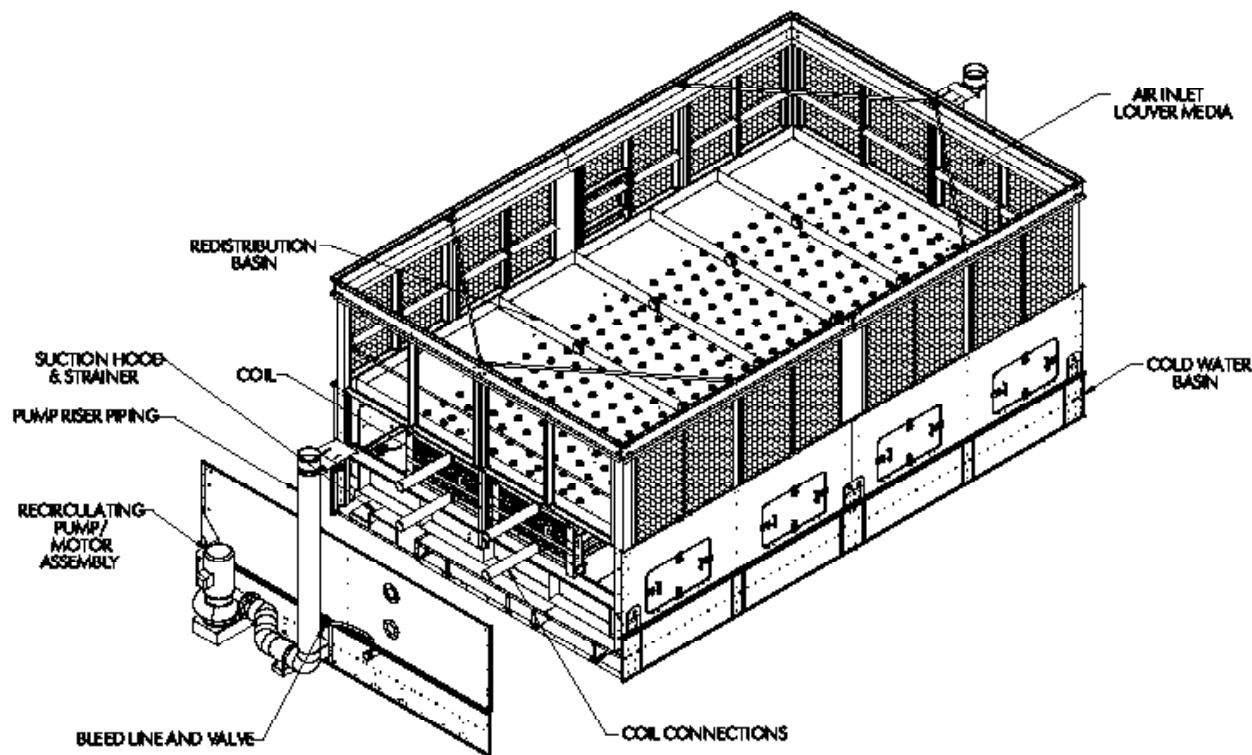 AIR INLET
LOUVER MEDIA
REDISTRIBUTION
BASIN
SUCTION HOOD
& STRAINER
COIL
COLD WATER
BASIN
PUMP RISER PIPING
RECIRCULATING
PUMP/
MOTOR
ASSEMBLY
BLEED LINE AND VALVE
COIL CONNECTIONS